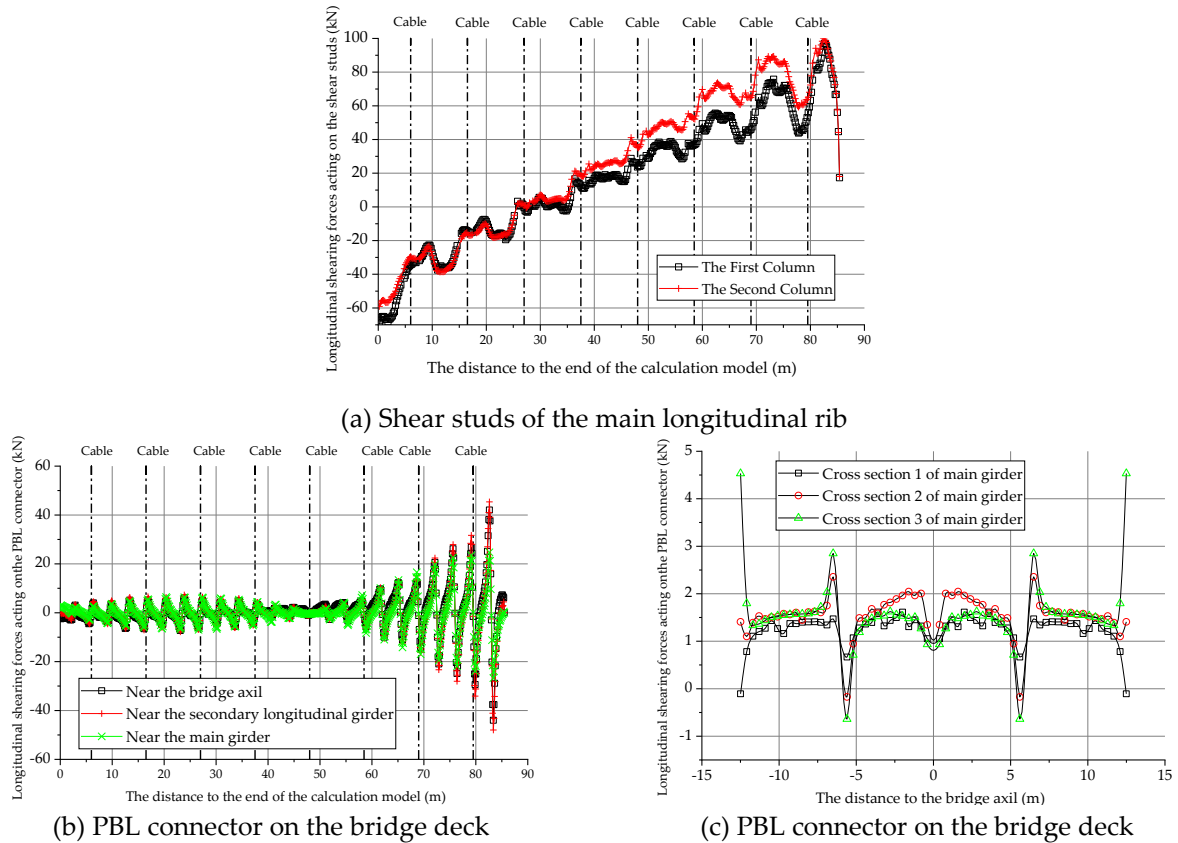 Cable Cable Cable Cable Cable Cable Cable Cable
Longitudinal shearing forces acting on the shear studs (kN)
100
80
60
40
20
0
-20
-40
-60
The First Column
The Second Column
0 10 20 30 40 50 60 70 80 90
The distance to the end of the calculation model (m)
(a) Shear studs of the main longitudinal rib
Cable Cable Cable Cable Cable Cable Cable Cable
Longitudinal shearing forces acting onthe PBL connector (kN)
60
40
20
0
-20
-40
-60
Near the bridge axil
Near the secondary longitudinal girder
Near the main girder
0 10 20 30 40 50 60 70 80 90
The distance to the end of the calculation model (m)
(b) PBL connector on the bridge deck
Longitudinal shearing forces acting onthe PBL connector (kN)
5
4
3
2
1
0
-1
Cross section 1 of main girder
Cross section 2 of main girder
Cross section 3 of main girder
-15 -10 -5 0 5 10 15
The distance to the bridge axil (m)
(c) PBL connector on the bridge deck